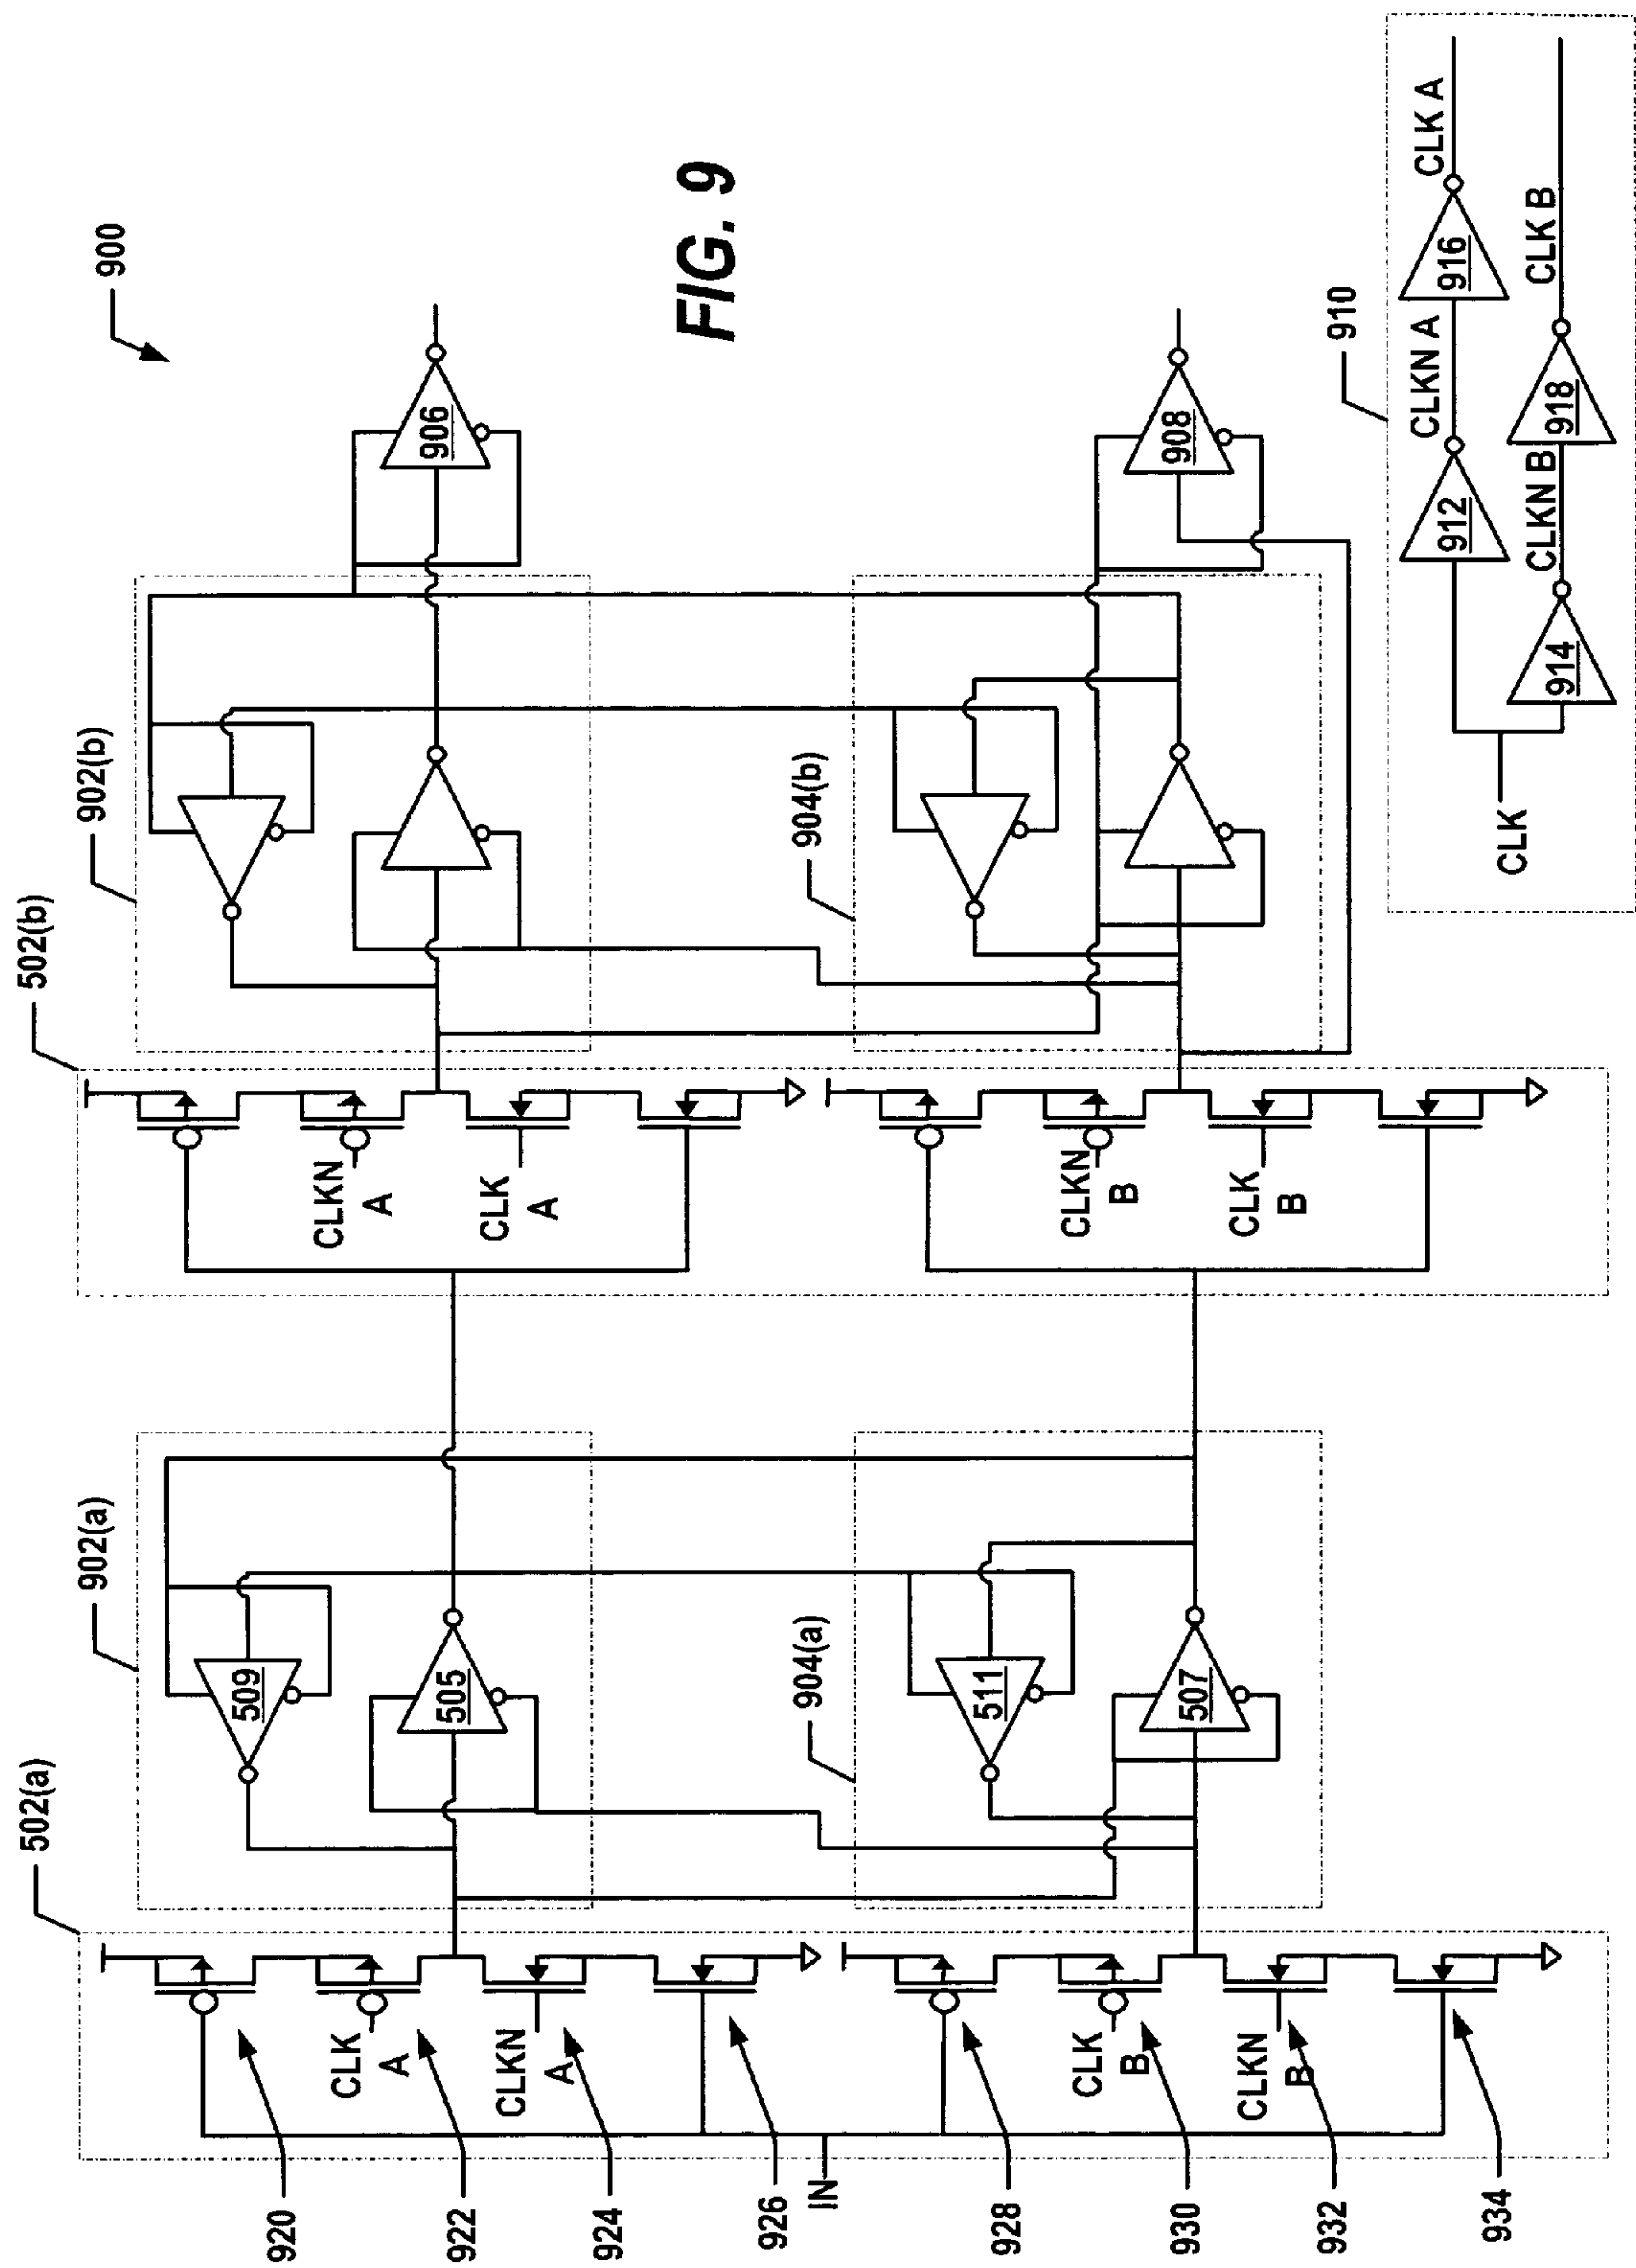 900
FIG. 9
502(a)
902(a)
502(b)
902(b)
509
505
906
904(a)
904(b)
511
507
908
CLK
A
CLKN
A
CLK
B
CLKN
B
CLKN
A
CLK
A
CLKN
B
CLK
B
IN
920
922
924
926
928
930
932
934
910
CLK
912
CLKN A
916
CLK A
914
CLKN B
918
CLK B